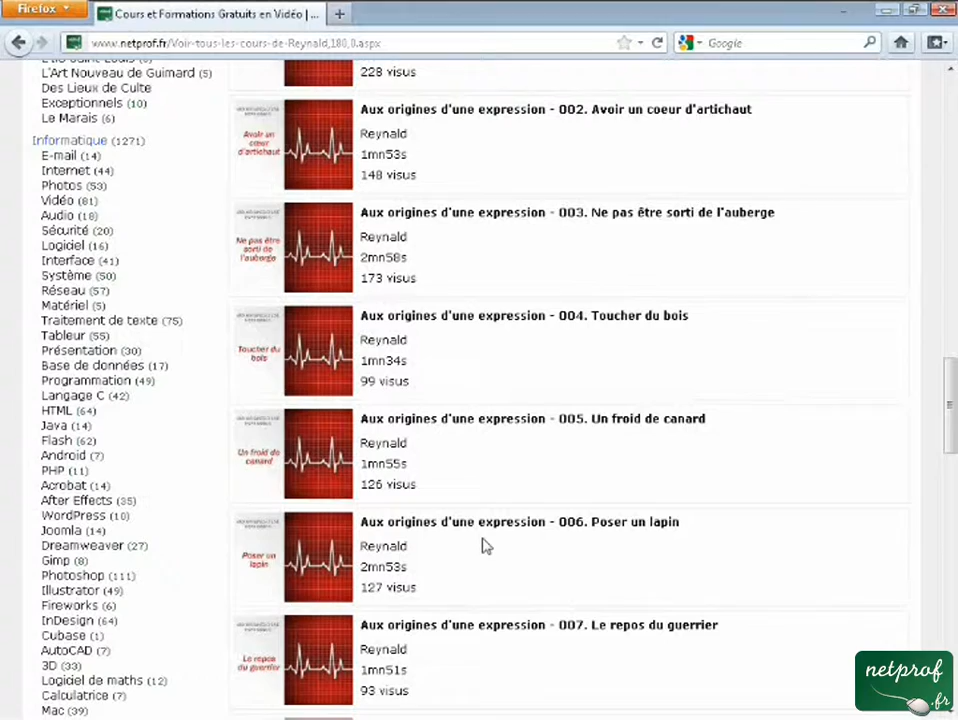 Firefox
Cours et Formations Gratuits en Vidéo | ...
www.netprof.fr/Voir-tous-les-cours-de-Reynald,180,0.aspx
Google
L'Art Nouveau de Guimard (5)
Des Lieux de Culte
Exceptionnels (10)
Le Marais (6)
Informatique (1271)
E-mail (14)
Internet (44)
Photos (53)
Vidéo (81)
Audio (18)
Sécurité (20)
Logiciel (16)
Interface (41)
Système (50)
Réseau (57)
Matériel (5)
Traitement de texte (75)
Tableur (55)
Présentation (30)
Base de données (17)
Programmation (49)
Langage C (42)
HTML (64)
Java (14)
Flash (62)
Android (7)
PHP (11)
Acrobat (14)
After Effects (35)
WordPress (10)
Joomla (14)
Dreamweaver (27)
Gimp (8)
Photoshop (111)
Illustrator (49)
Fireworks (6)
InDesign (64)
Cubase (1)
AutoCAD (7)
3D (33)
Logiciel de maths (12)
Calculatrice (7)
Mac (39)
228 visus
Avoir un
coeur
d'artichaut
Aux origines d'une expression - 002. Avoir un coeur d'artichaut
Reynald
1mn53s
148 visus
Ne pas être
sorti de
l'auberge
Aux origines d'une expression - 003. Ne pas être sorti de l'auberge
Reynald
2mn58s
173 visus
Toucher du
bois
Aux origines d'une expression - 004. Toucher du bois
Reynald
1mn34s
99 visus
Un froid de
canard
Aux origines d'une expression - 005. Un froid de canard
Reynald
1mn55s
126 visus
Poser un
lapin
Aux origines d'une expression - 006. Poser un lapin
Reynald
2mn53s
127 visus
Le repos
du guerrier
Aux origines d'une expression - 007. Le repos du guerrier
Reynald
1mn51s
93 visus
netprof
.fr